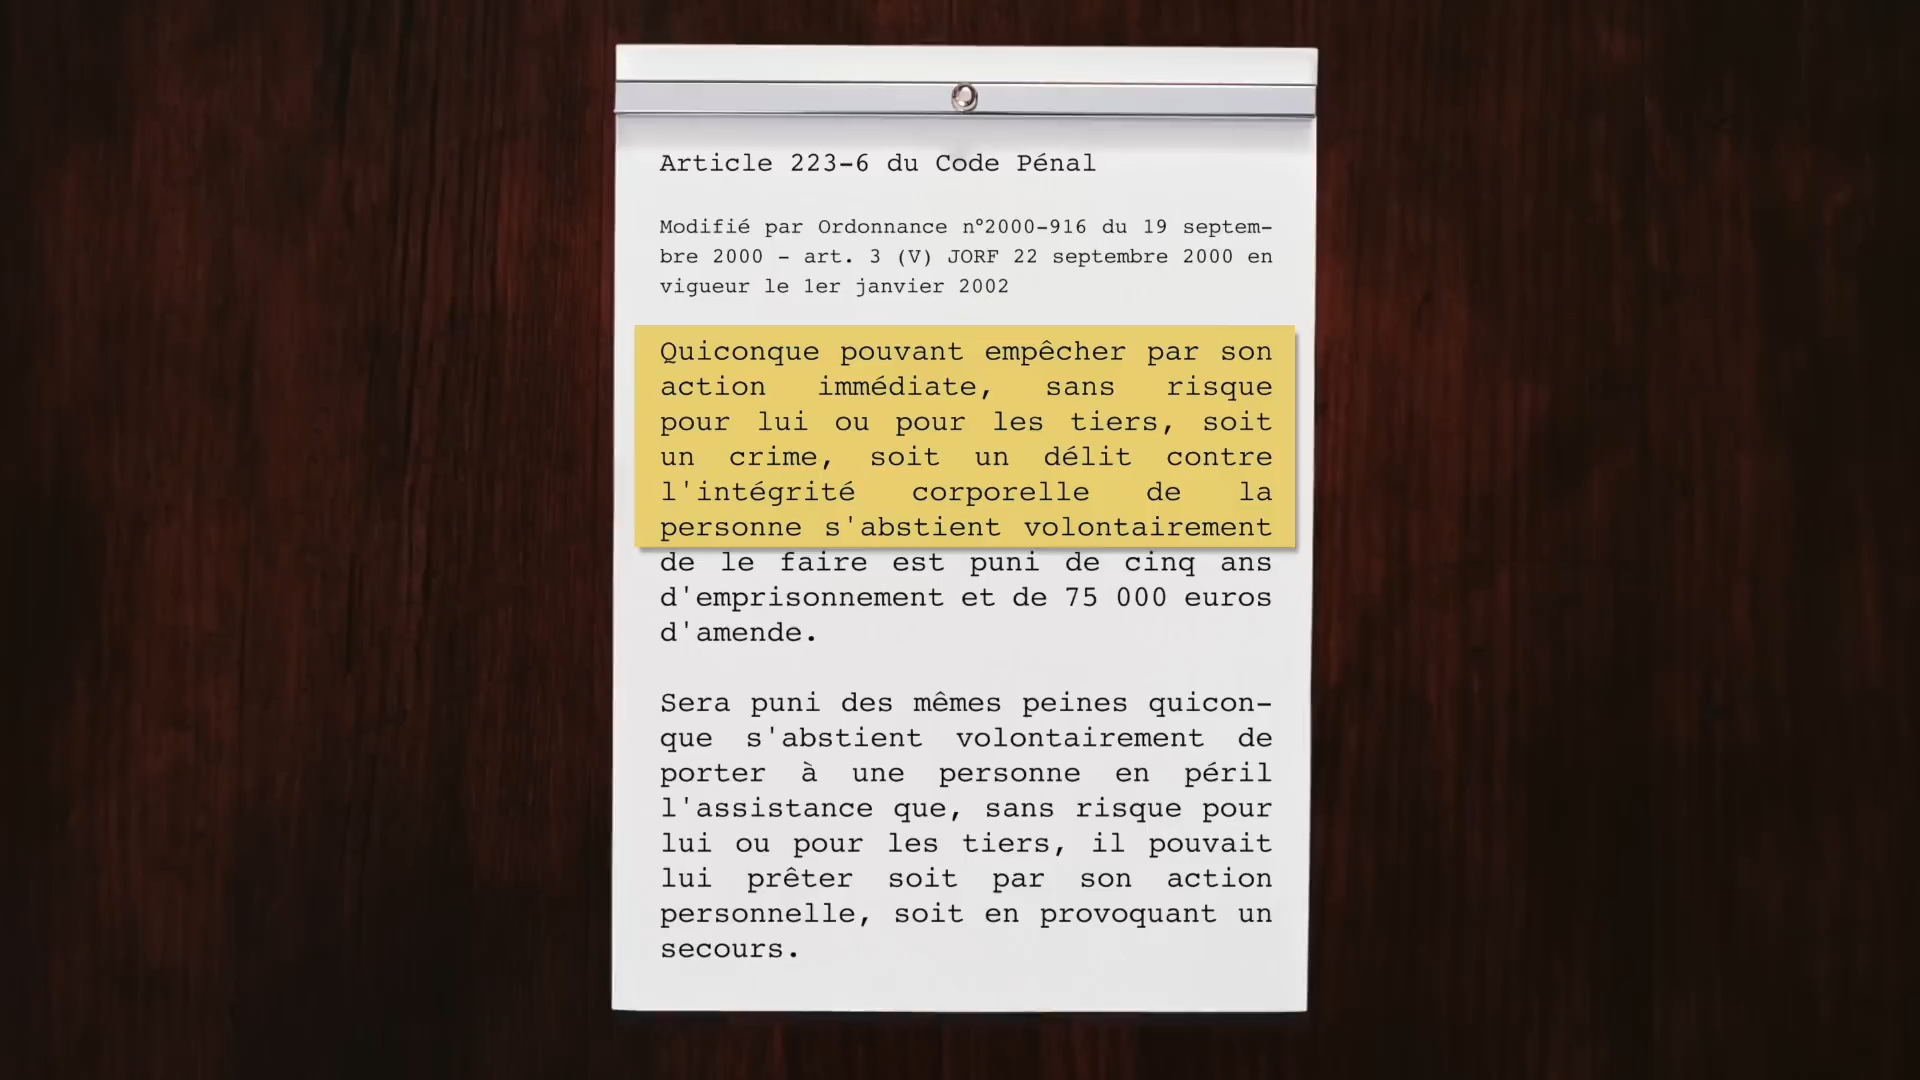 Article 223-6 du Code Pénal
Modifié par Ordonnance n°2000-916 du 19 septem-
bre 2000 - art. 3 (V) JORF 22 septembre 2000 en
vigueur le 1er janvier 2002
Quiconque pouvant empêcher par son
action immédiate, sans risque
pour lui ou pour les tiers, soit
un crime, soit un délit contre
l'intégrité corporelle de la
personne s'abstient volontairement
de le faire est puni de cinq ans
d'emprisonnement et de 75 000 euros
d'amende.
Sera puni des mêmes peines quicon-
que s'abstient volontairement de
porter à une personne en péril
l'assistance que, sans risque pour
lui ou pour les tiers, il pouvait
lui prêter soit par son action
personnelle, soit en provoquant un
secours.